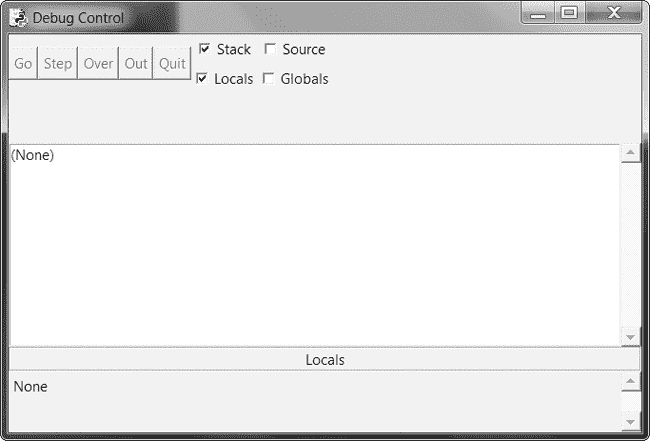 Debug Control
Go Step Over Out Quit
Stack Source
Locals Globals
(None)
Locals
None